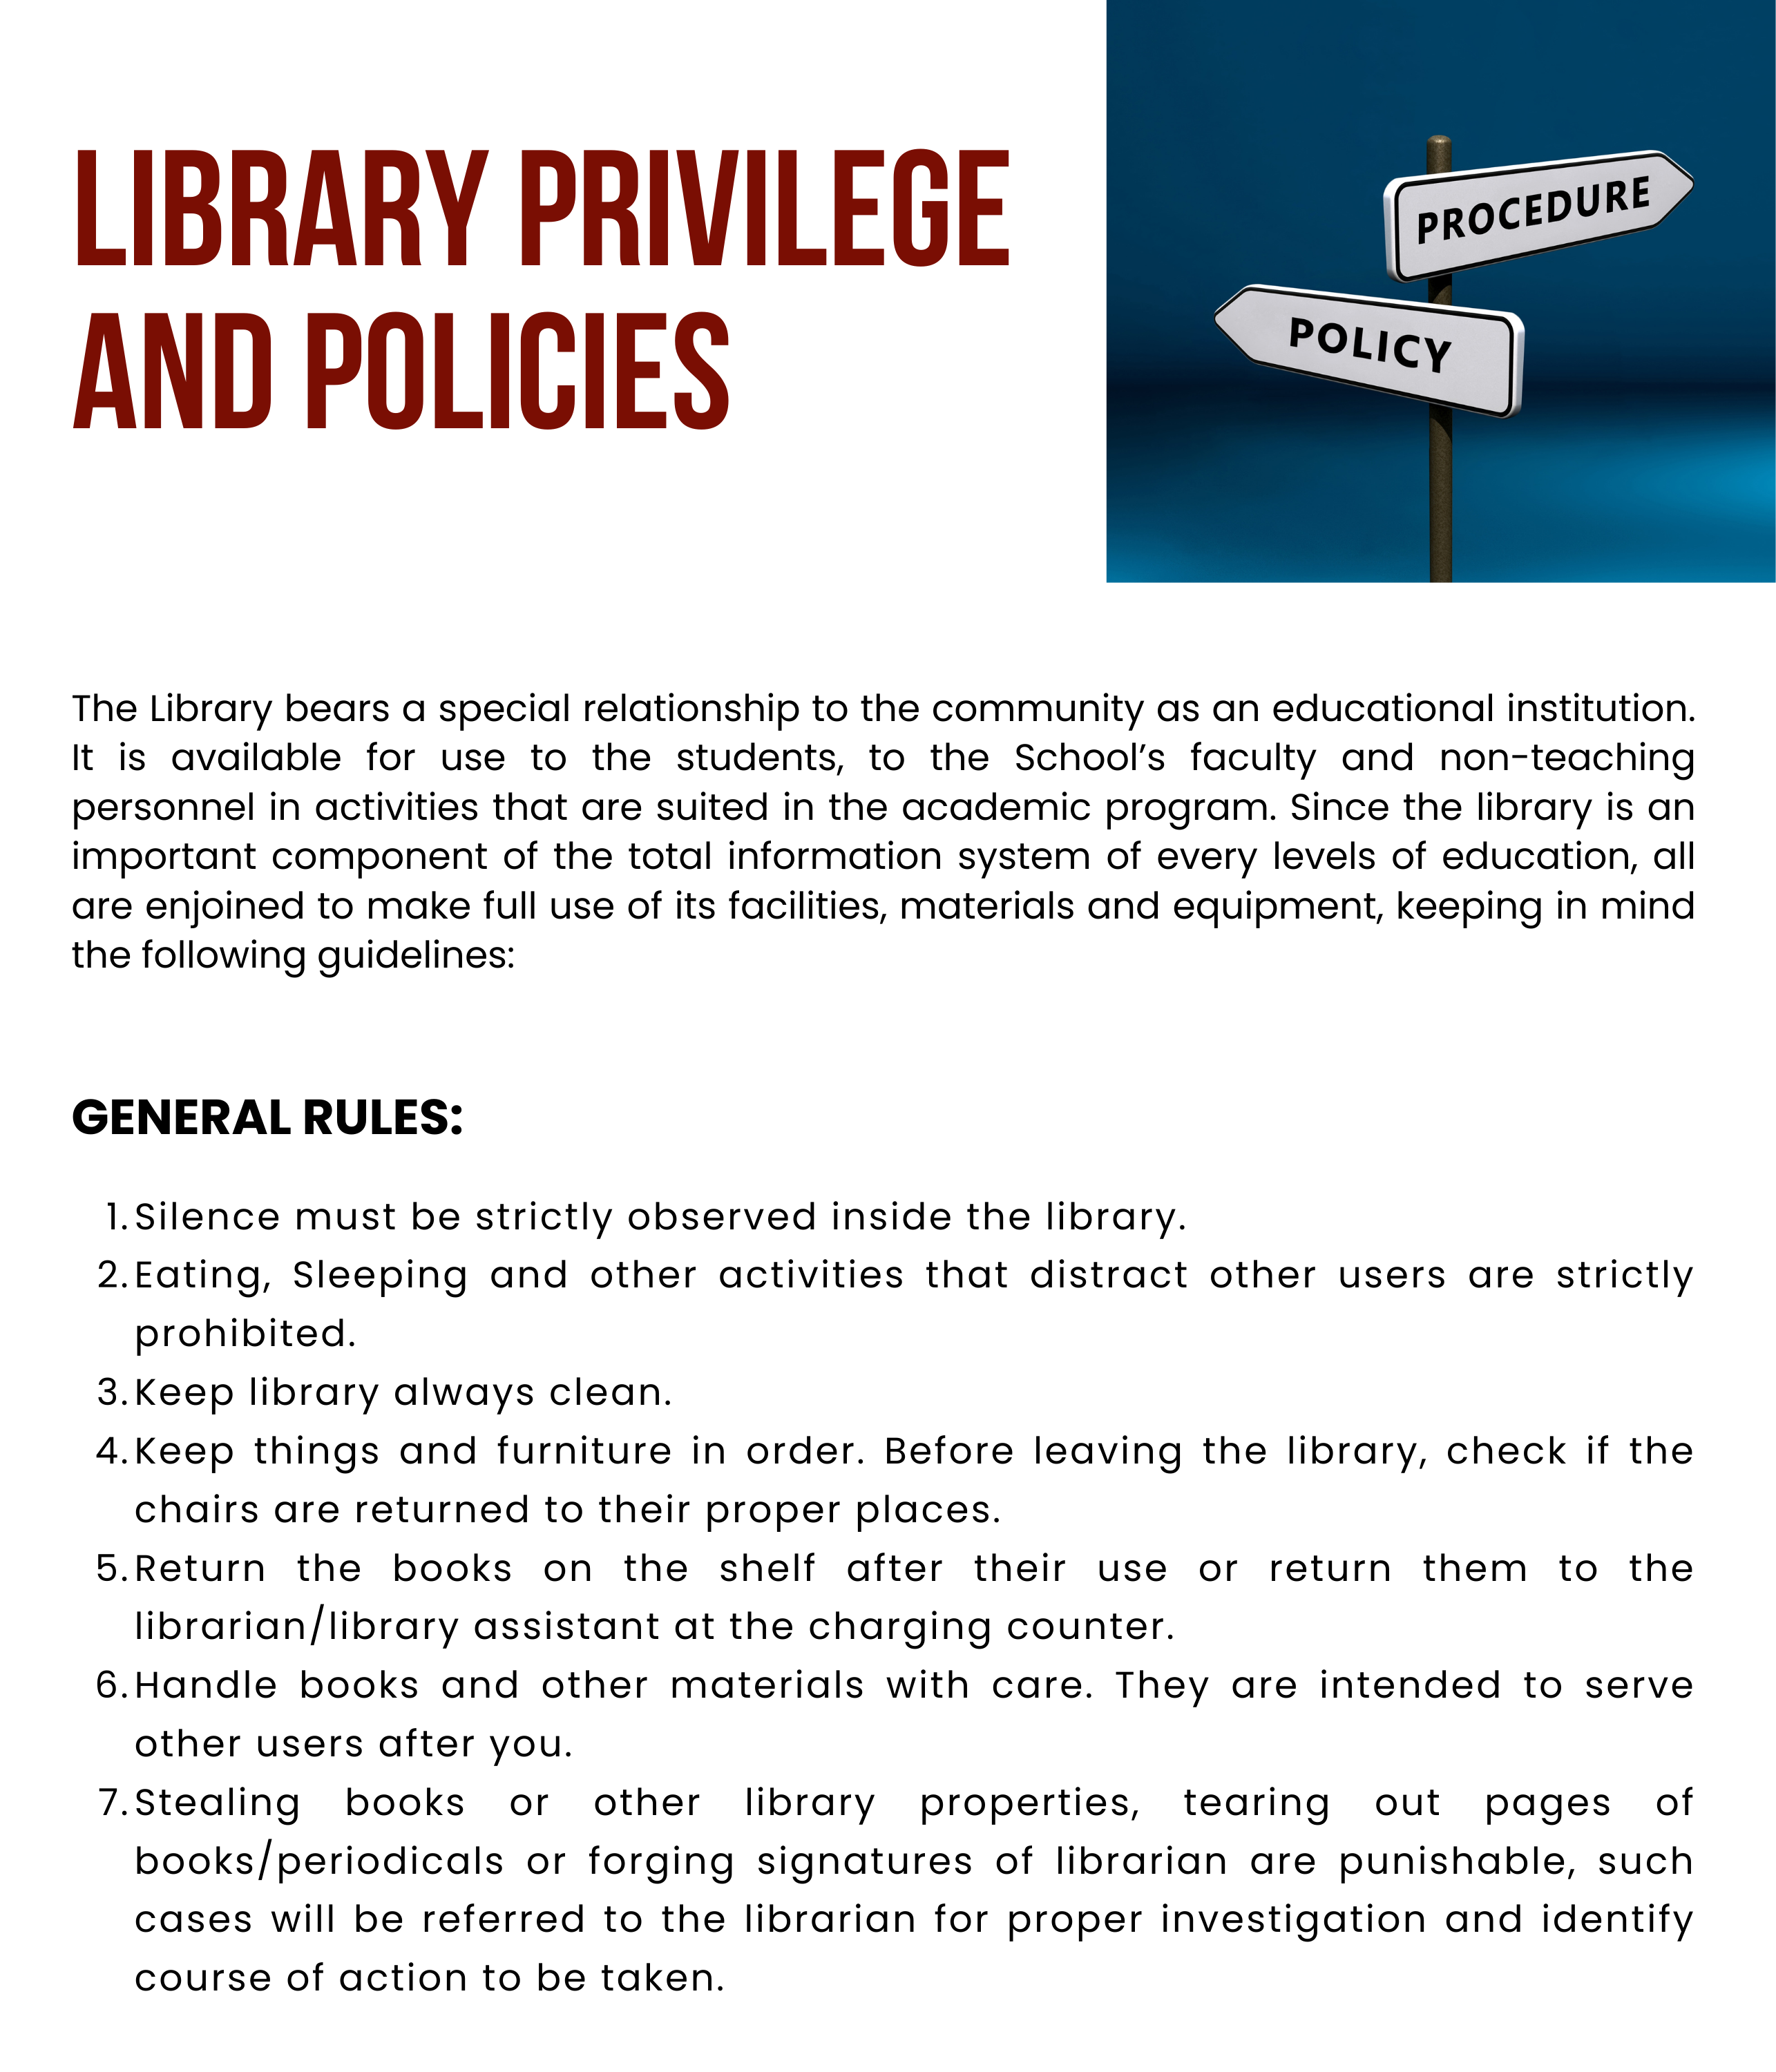 LIBRARY PRIVILEGE
AND POLICIES
PROCEDURE
POLICY
The Library bears a special relationship to the community as an educational institution.
It is available for use to the students, to the School’s faculty and non-teaching
personnel in activities that are suited in the academic program. Since the library is an
important component of the total information system of every levels of education, all
are enjoined to make full use of its facilities, materials and equipment, keeping in mind
the following guidelines:
GENERAL RULES:
1. Silence must be strictly observed inside the library.
2. Eating, Sleeping and other activities that distract other users are strictly
prohibited.
3. Keep library always clean.
4. Keep things and furniture in order. Before leaving the library, check if the
chairs are returned to their proper places.
5. Return the books on the shelf after their use or return them to the
librarian/library assistant at the charging counter.
6. Handle books and other materials with care. They are intended to serve
other users after you.
7. Stealing books or other library properties, tearing out pages of
books/periodicals or forging signatures of librarian are punishable, such
cases will be referred to the librarian for proper investigation and identify
course of action to be taken.